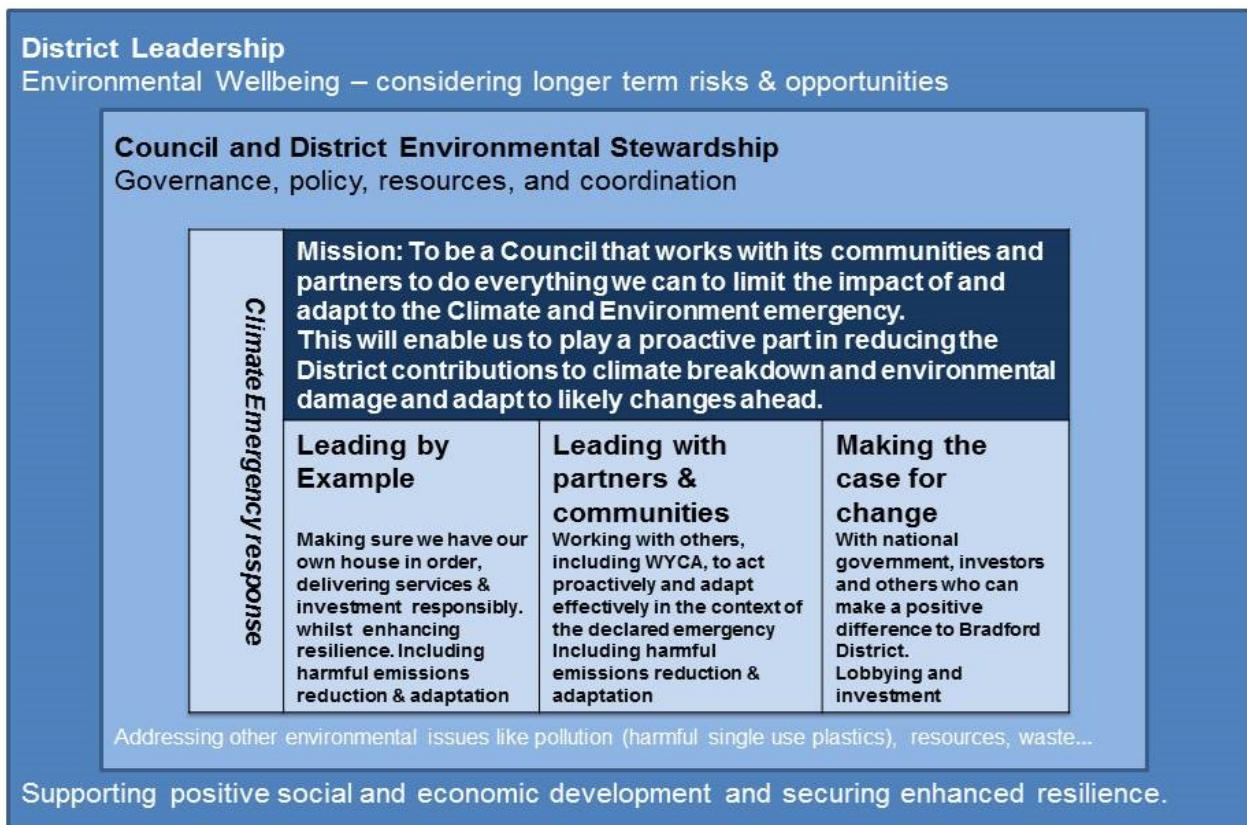 District Leadership
Environmental Wellbeing – considering longer term risks & opportunities
Council and District Environmental Stewardship
Governance, policy, resources, and coordination
Climate Emergency response
Mission: To be a Council that works with its communities and
partners to do everything we can to limit the impact of and
adapt to the Climate and Environment emergency.
This will enable us to play a proactive part in reducing the
District contributions to climate breakdown and environmental
damage and adapt to likely changes ahead.
Leading by
Example
Making sure we have our
own house in order,
delivering services &
investment responsibly.
whilst enhancing
resilience. Including
harmful emissions
reduction & adaptation
Leading with
partners &
communities
Working with others,
including WYCA, to act
proactively and adapt
effectively in the context of
the declared emergency
Including harmful
emissions reduction &
adaptation
Making the
case for
change
With national
government, investors
and others who can
make a positive
difference to Bradford
District.
Lobbying and
investment
Addressing other environmental issues like pollution (harmful single use plastics), resources, waste...
Supporting positive social and economic development and securing enhanced resilience.